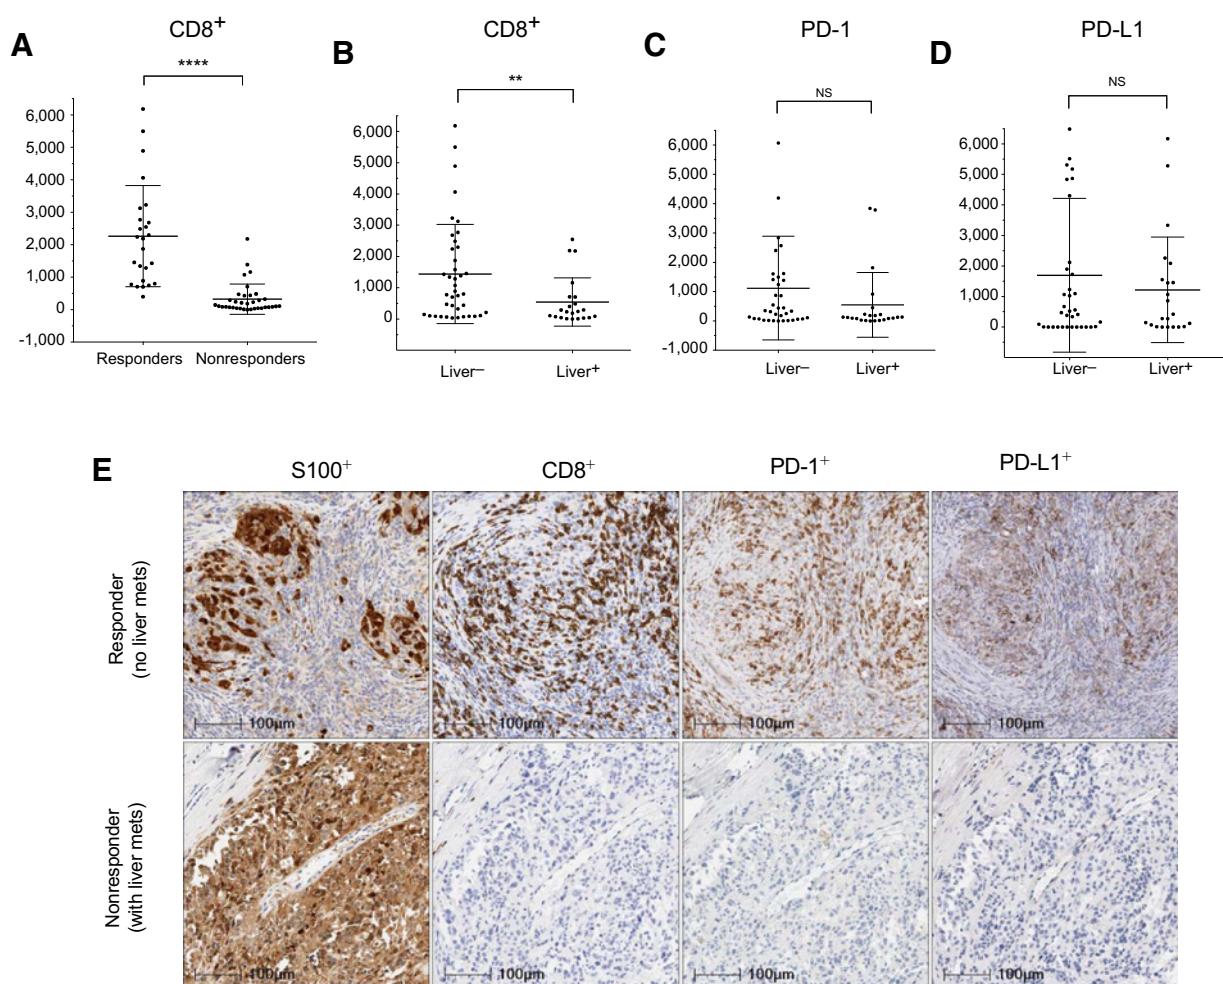 A
CD8+
****
6,000
5,000
4,000
3,000
2,000
1,000
0
-1,000
Responders
Nonresponders
B
CD8+
**
6,000
5,000
4,000
3,000
2,000
1,000
0
Liver–
Liver+
C
PD-1
NS
6,000
5,000
4,000
3,000
2,000
1,000
0
-1,000
Liver–
Liver+
D
PD-L1
NS
6,000
5,000
4,000
3,000
2,000
1,000
0
Liver–
Liver+
E
S100+
CD8+
PD-1+
PD-L1+
Responder
(no liver mets)
100µm
100µm
100µm
100µm
Nonresponder
(with liver mets)
100µm
100µm
100µm
100µm